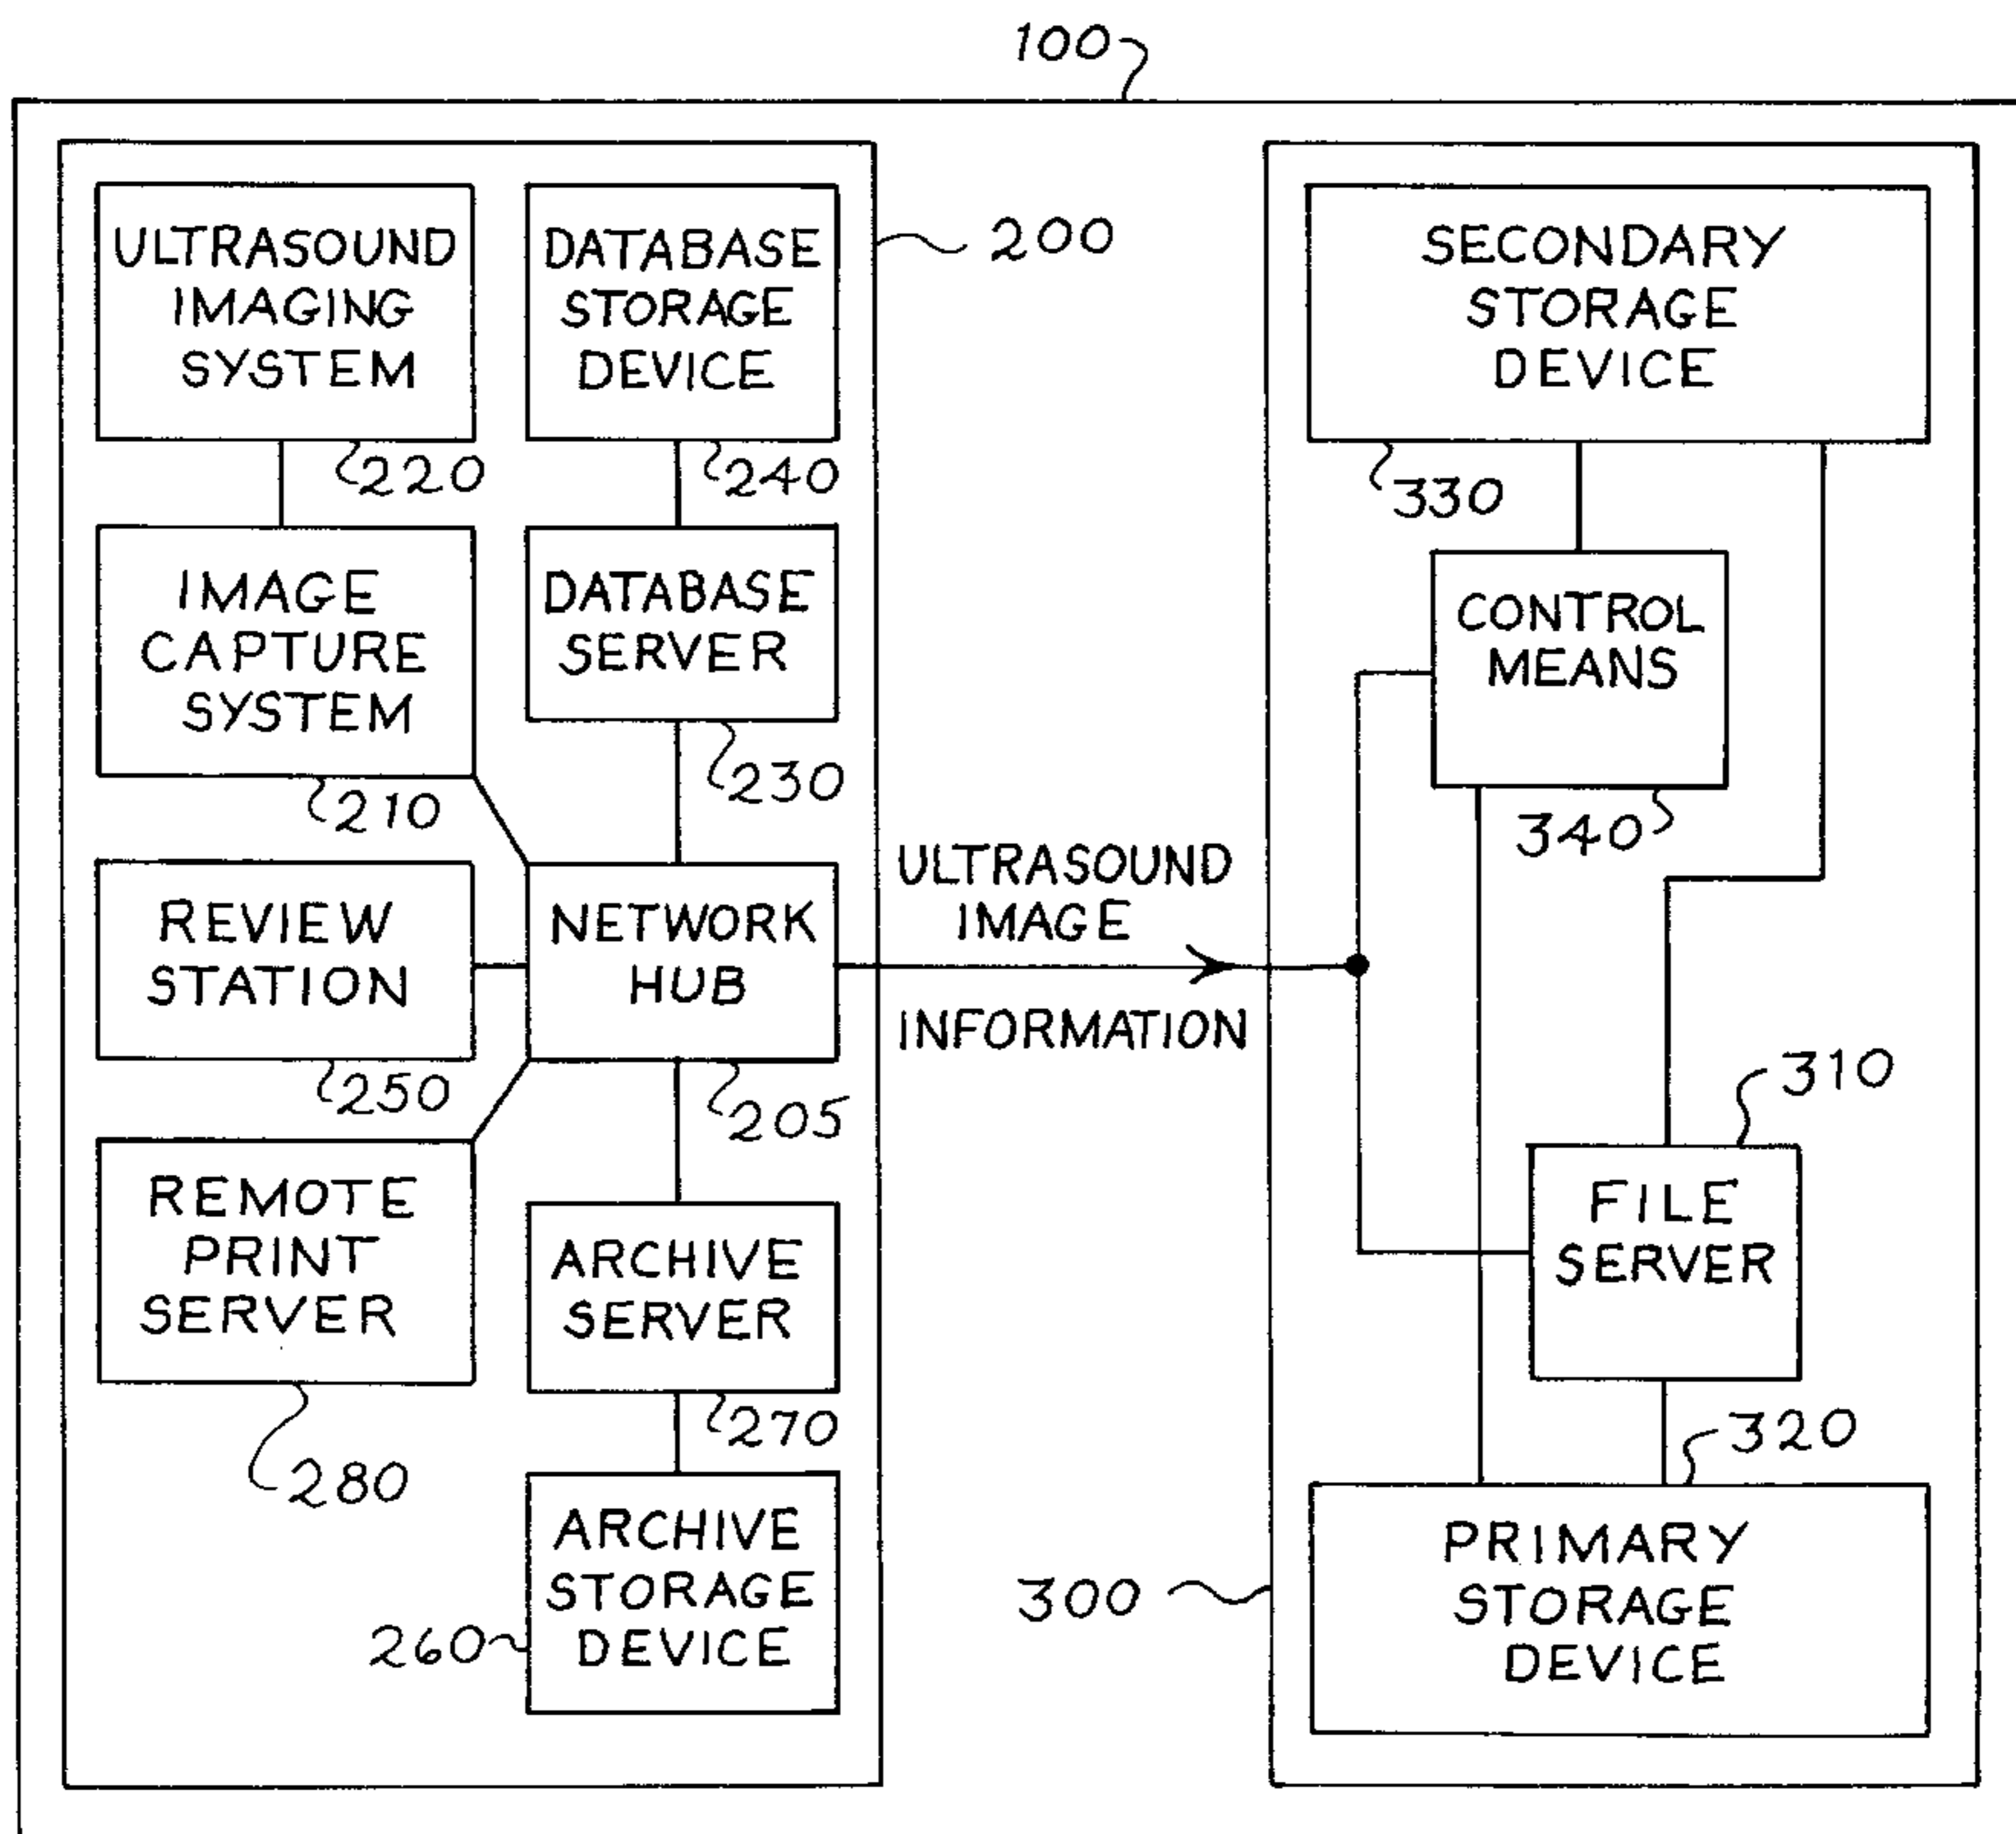 100
ULTRASOUND
IMAGING
SYSTEM
220
DATABASE
STORAGE
DEVICE
240
200
IMAGE
CAPTURE
SYSTEM
210
DATABASE
SERVER
230
REVIEW
STATION
250
NETWORK
HUB
205
REMOTE
PRINT
SERVER
280
ARCHIVE
SERVER
270
ARCHIVE
STORAGE
DEVICE
260
ULTRASOUND
IMAGE
INFORMATION
SECONDARY
STORAGE
DEVICE
330
CONTROL
MEANS
340
310
FILE
SERVER
320
PRIMARY
STORAGE
DEVICE
300